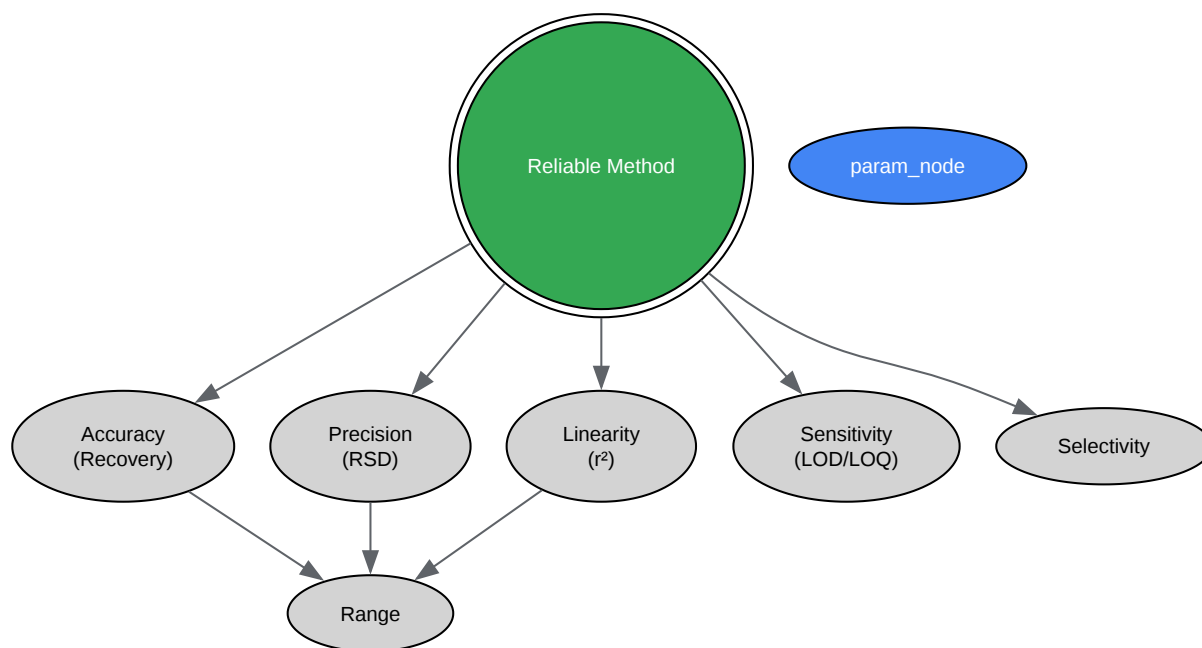 Reliable Method
param_node
Accuracy
(Recovery)
Precision
(RSD)
Linearity
(r²)
Sensitivity
(LOD/LOQ)
Selectivity
Range